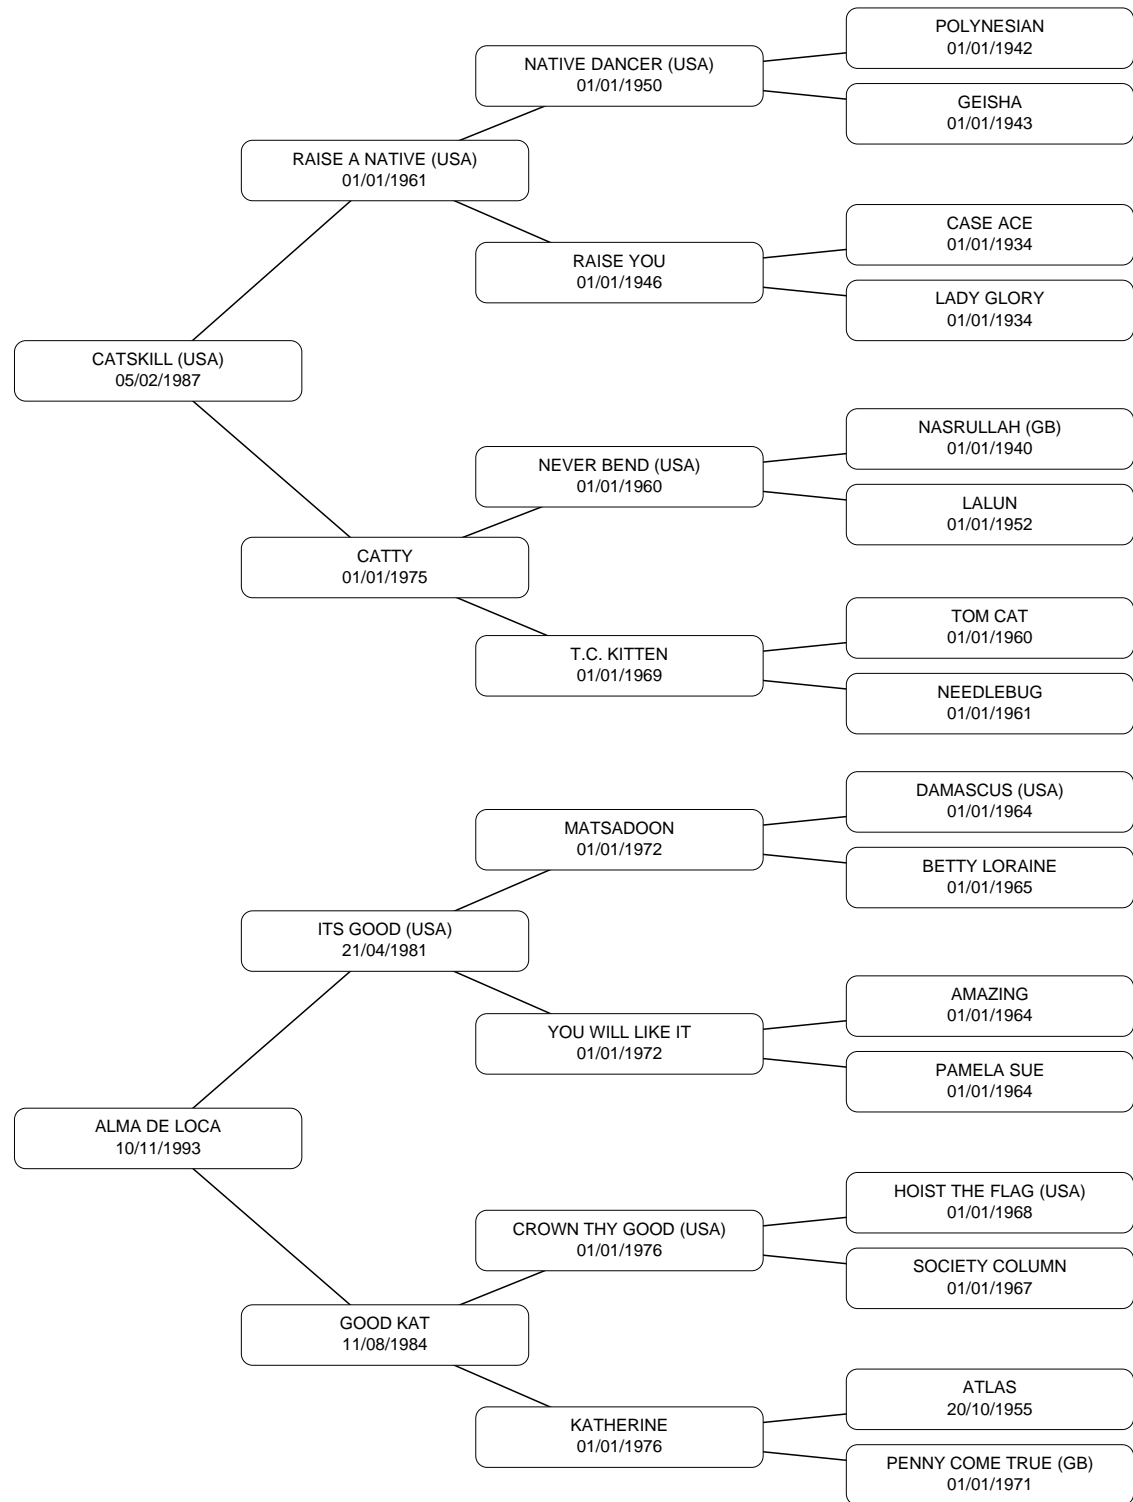 POLYNESIAN
01/01/1942
NATIVE DANCER (USA)
01/01/1950
GEISHA
01/01/1943
RAISE A NATIVE (USA)
01/01/1961
CASE ACE
01/01/1934
RAISE YOU
01/01/1946
LADY GLORY
01/01/1934
CATSKILL (USA)
05/02/1987
NASRULLAH (GB)
01/01/1940
NEVER BEND (USA)
01/01/1960
LALUN
01/01/1952
CATTY
01/01/1975
TOM CAT
01/01/1960
T.C. KITTEN
01/01/1969
NEEDLEBUG
01/01/1961
DAMASCUS (USA)
01/01/1964
MATSADOON
01/01/1972
BETTY LORAINE
01/01/1965
ITS GOOD (USA)
21/04/1981
AMAZING
01/01/1964
YOU WILL LIKE IT
01/01/1972
PAMELA SUE
01/01/1964
ALMA DE LOCA
10/11/1993
HOIST THE FLAG (USA)
01/01/1968
CROWN THY GOOD (USA)
01/01/1976
SOCIETY COLUMN
01/01/1967
GOOD KAT
11/08/1984
ATLAS
20/10/1955
KATHERINE
01/01/1976
PENNY COME TRUE (GB)
01/01/1971